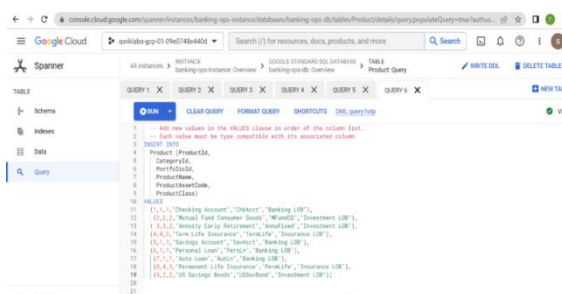 console.cloud.google.com/spanner/instances/banking-ops-instance/databases/banking-ops-db/tables/Product/details/query;populateQuery=true?authus...
Google Cloud
qwiklabs-gcp-01-09e0748e440d
Search (/) for resources, docs, products, and more
Search
Spanner
All instances > INSTANCE banking-ops-instance: Overview > GOOGLE STANDARD SQL DATABASE banking-ops-db: Overview > TABLE Product: Query
WRITE DDL
DELETE TABLE
TABLE
QUERY 1 X QUERY 2 X QUERY 3 X QUERY 4 X QUERY 5 X QUERY 6 X
NEW TA
Schema
Indexes
Data
Query
RUN CLEAR QUERY FORMAT QUERY SHORTCUTS DML query help
1 -- Add new values in the VALUES clause in order of the column list.
2 -- Each value must be type compatible with its associated column.
3 INSERT INTO
4 Product (ProductId,
5 CategoryId,
6 PortfolioId,
7 ProductName,
8 ProductAssetCode,
9 ProductClass)
10 VALUES
11 (1,1,1,'Checking Account','ChkAcct','Banking LOB'),
12 (2,2,2,'Mutual Fund Consumer Goods','MFundCG','Investment LOB'),
13 ( 3,2,2,'Annuity Early Retirement','AnnuFixed','Investment LOB'),
14 (4,4,3,'Term Life Insurance','TermLife','Insurance LOB'),
15 (5,1,1,'Savings Account','SavAcct','Banking LOB'),
16 (6,1,1,'Personal Loan','PersLn','Banking LOB'),
17 (7,1,1,'Auto Loan','AutLn','Banking LOB'),
18 (8,4,3,'Permanent Life Insurance','PermLife','Insurance LOB'),
19 (9,2,2,'US Savings Bonds','USSavBond','Investment LOB');
20
21